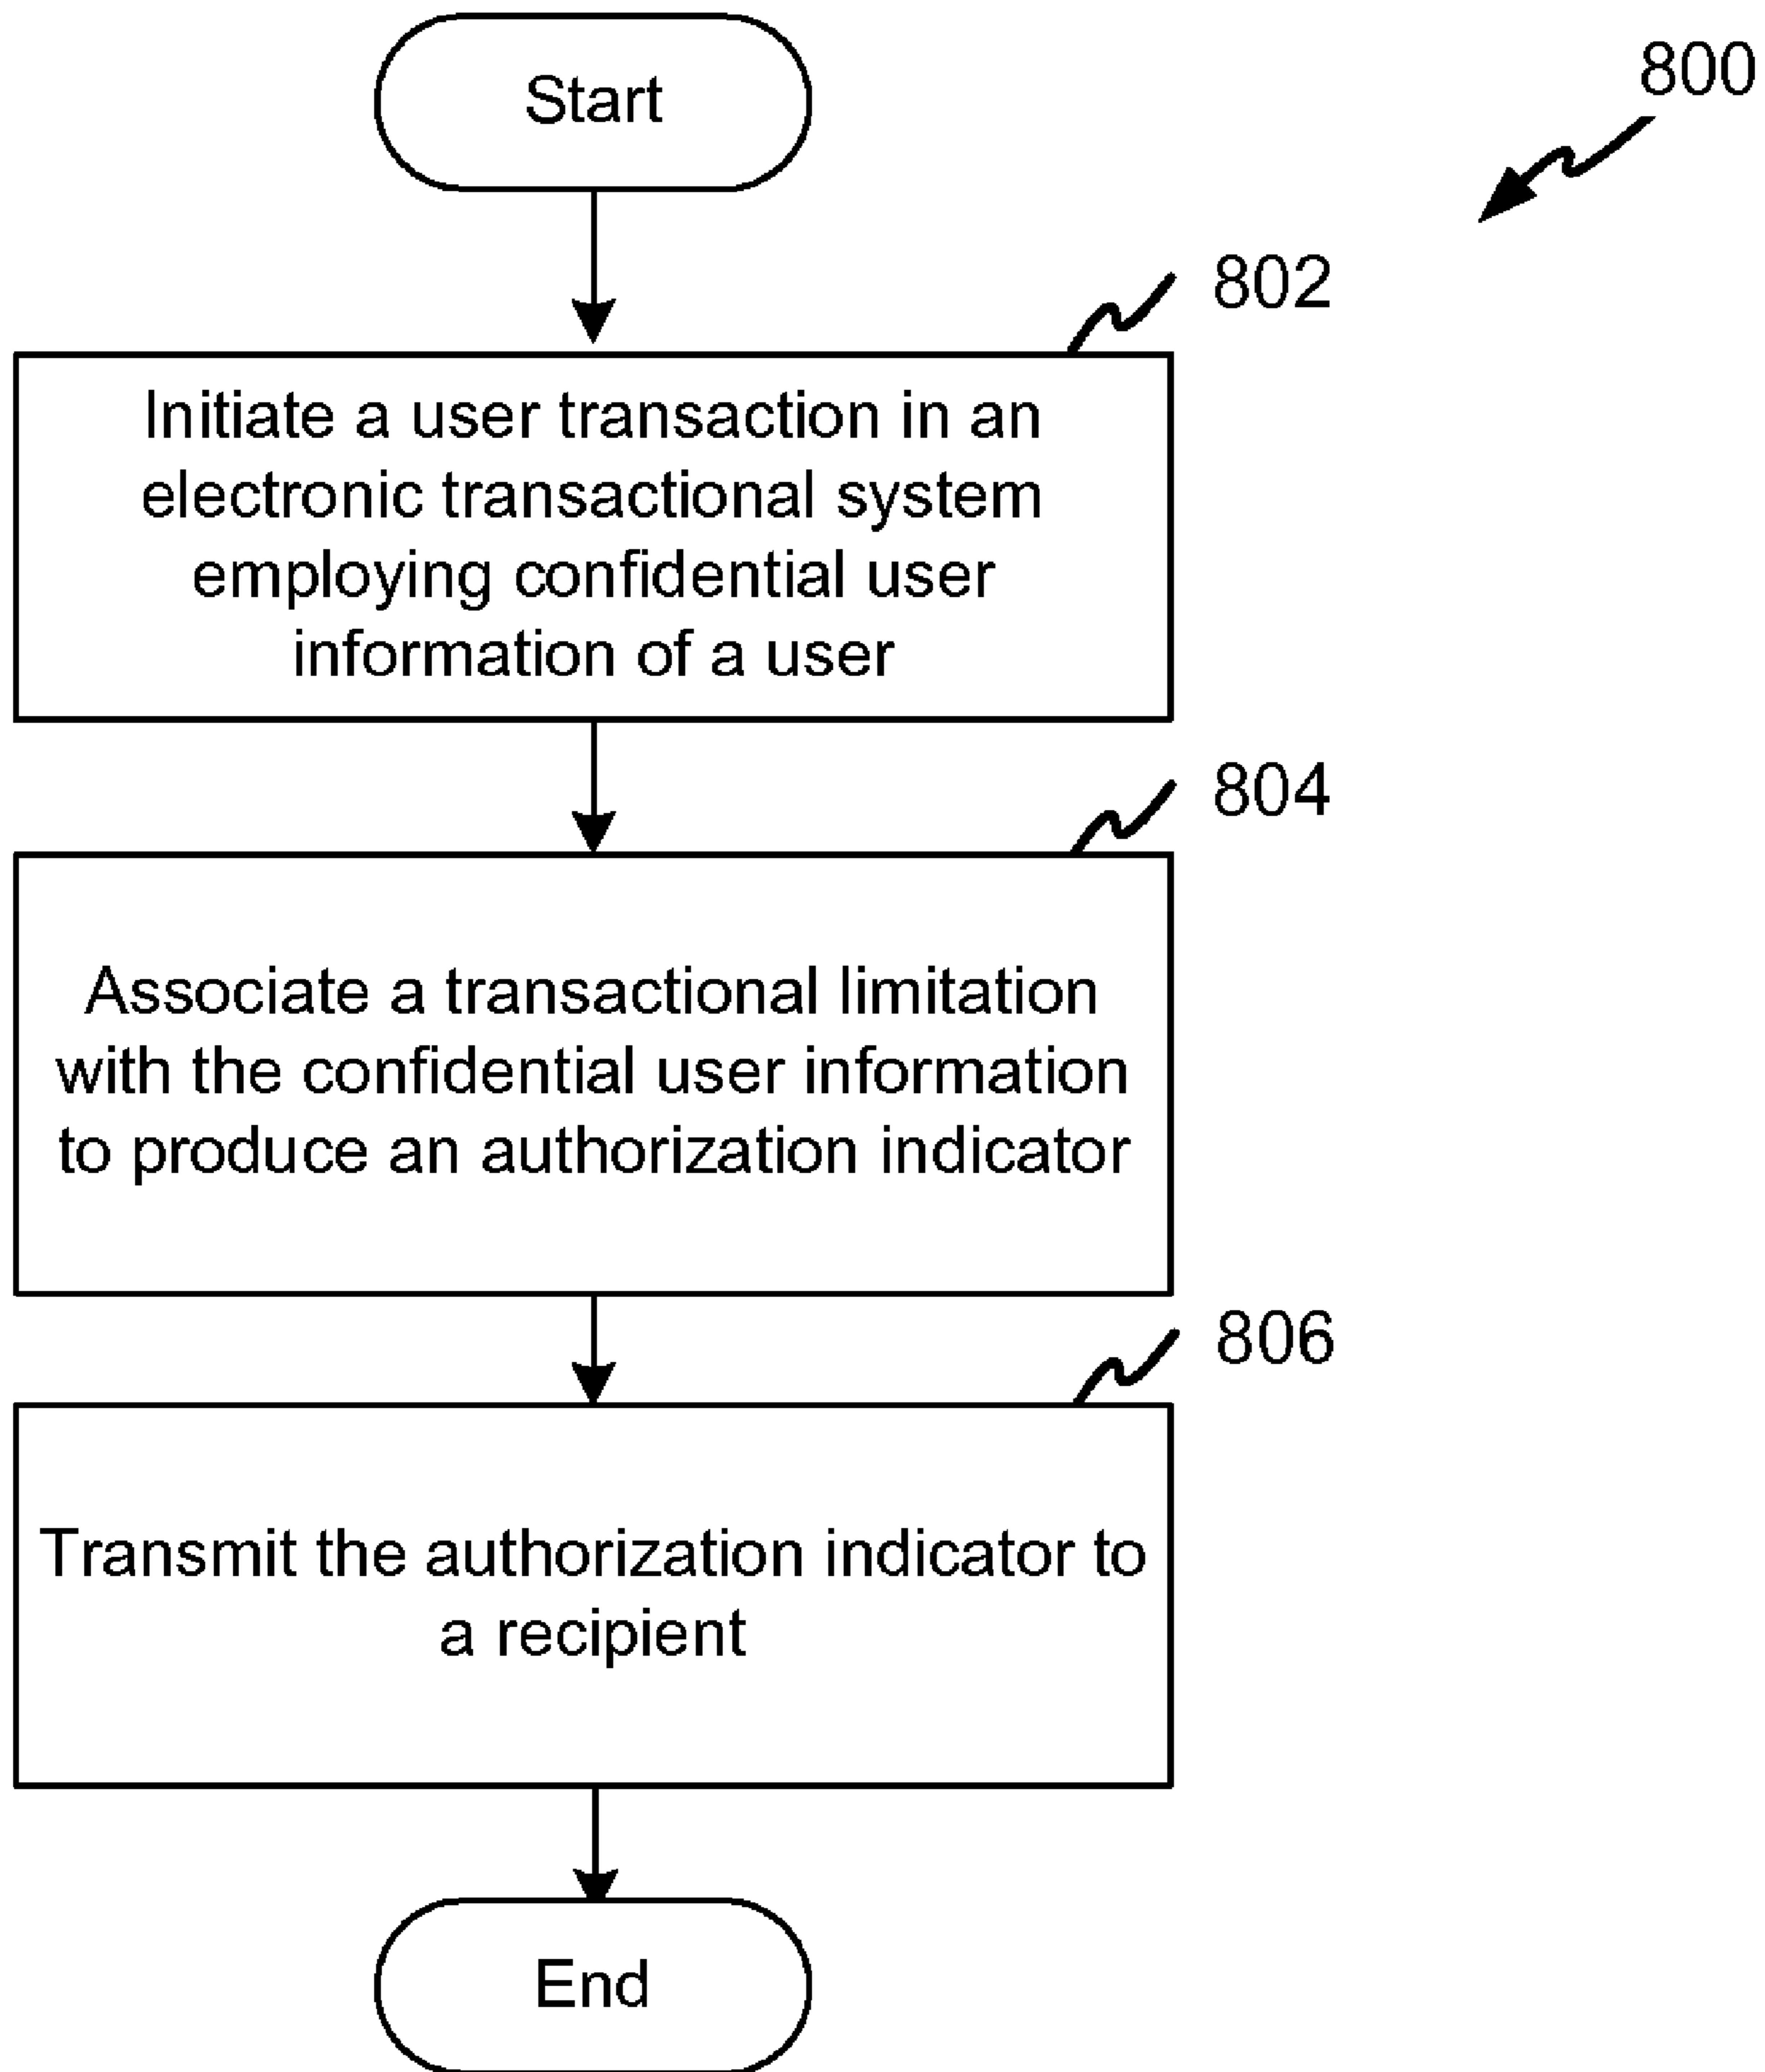 Start
800
802
Initiate a user transaction in an
electronic transactional system
employing confidential user
information of a user
804
Associate a transactional limitation
with the confidential user information
to produce an authorization indicator
806
Transmit the authorization indicator to
a recipient
End